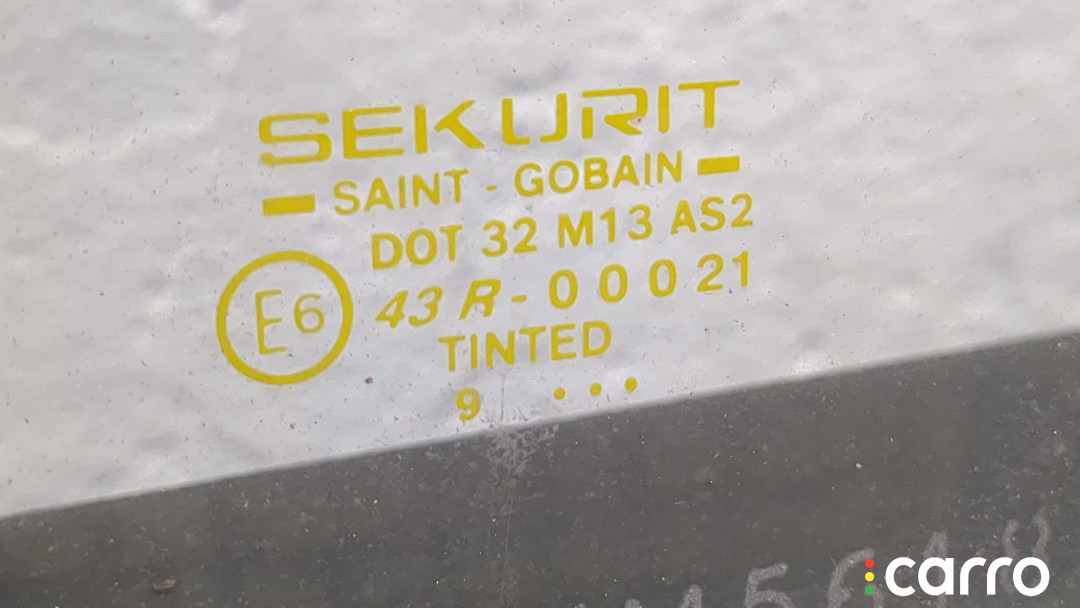 SEKURIT
SAINT - GOBAIN
DOT 32 M13 AS2
E6
43 R - 0 0 0 21
TINTED
9 • • •
carro